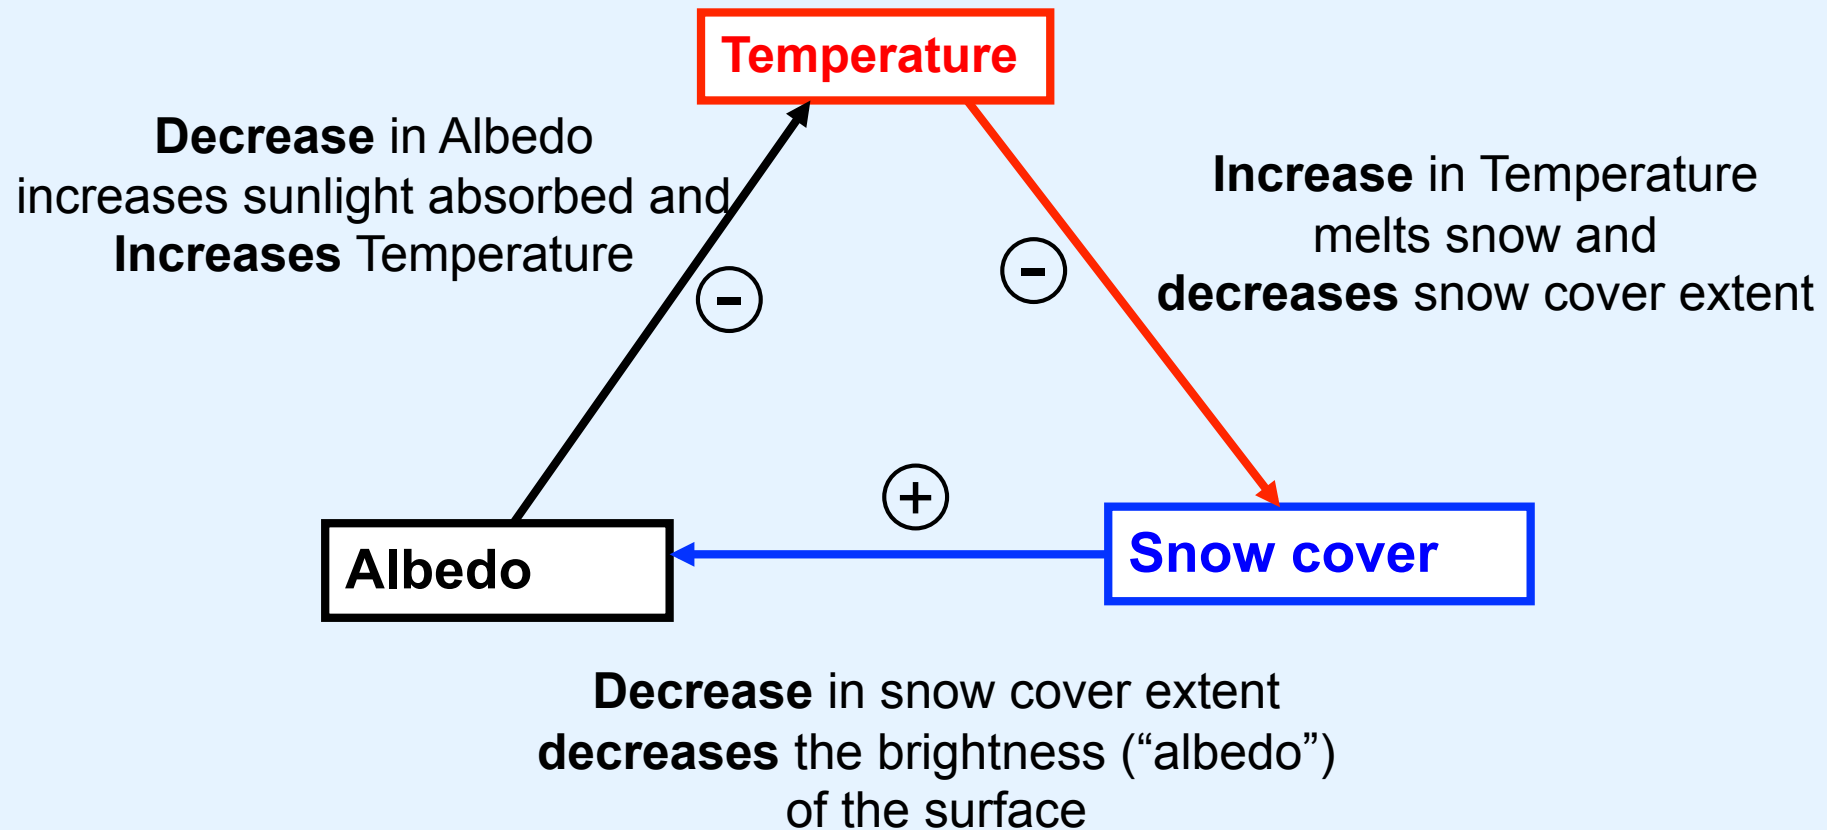 Temperature
Decrease in Albedo
increases sunlight absorbed and
Increases Temperature
Increase in Temperature
melts snow and
decreases snow cover extent
-
-
+
Albedo
Snow cover
Decrease in snow cover extent
decreases the brightness (“albedo”)
of the surface